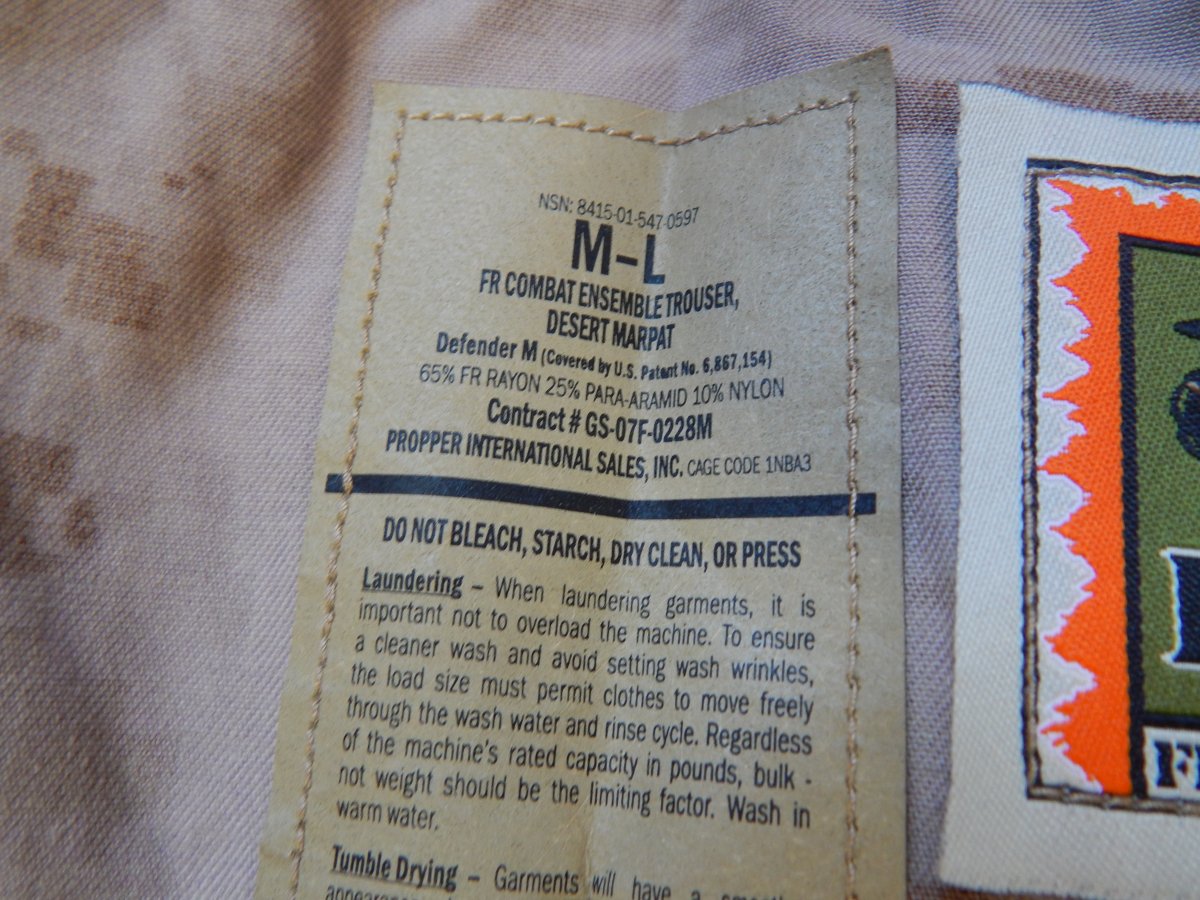 NSN: 8415-01-547-0597
M-L
FR COMBAT ENSEMBLE TROUSER,
DESERT MARPAT
Defender M (Covered by U.S. Patent No. 6,867,154)
65% FR RAYON 25% PARA-ARAMID 10% NYLON
Contract # GS-07F-0228M
PROPPER INTERNATIONAL SALES, INC. CAGE CODE 1NBA3
DO NOT BLEACH, STARCH, DRY CLEAN, OR PRESS
Laundering – When laundering garments, it is
important not to overload the machine. To ensure
a cleaner wash and avoid setting wash wrinkles,
the load size must permit clothes to move freely
through the wash water and rinse cycle. Regardless
of the machine's rated capacity in pounds, bulk -
not weight should be the limiting factor. Wash in
warm water.
Tumble Drying – Garments will have a